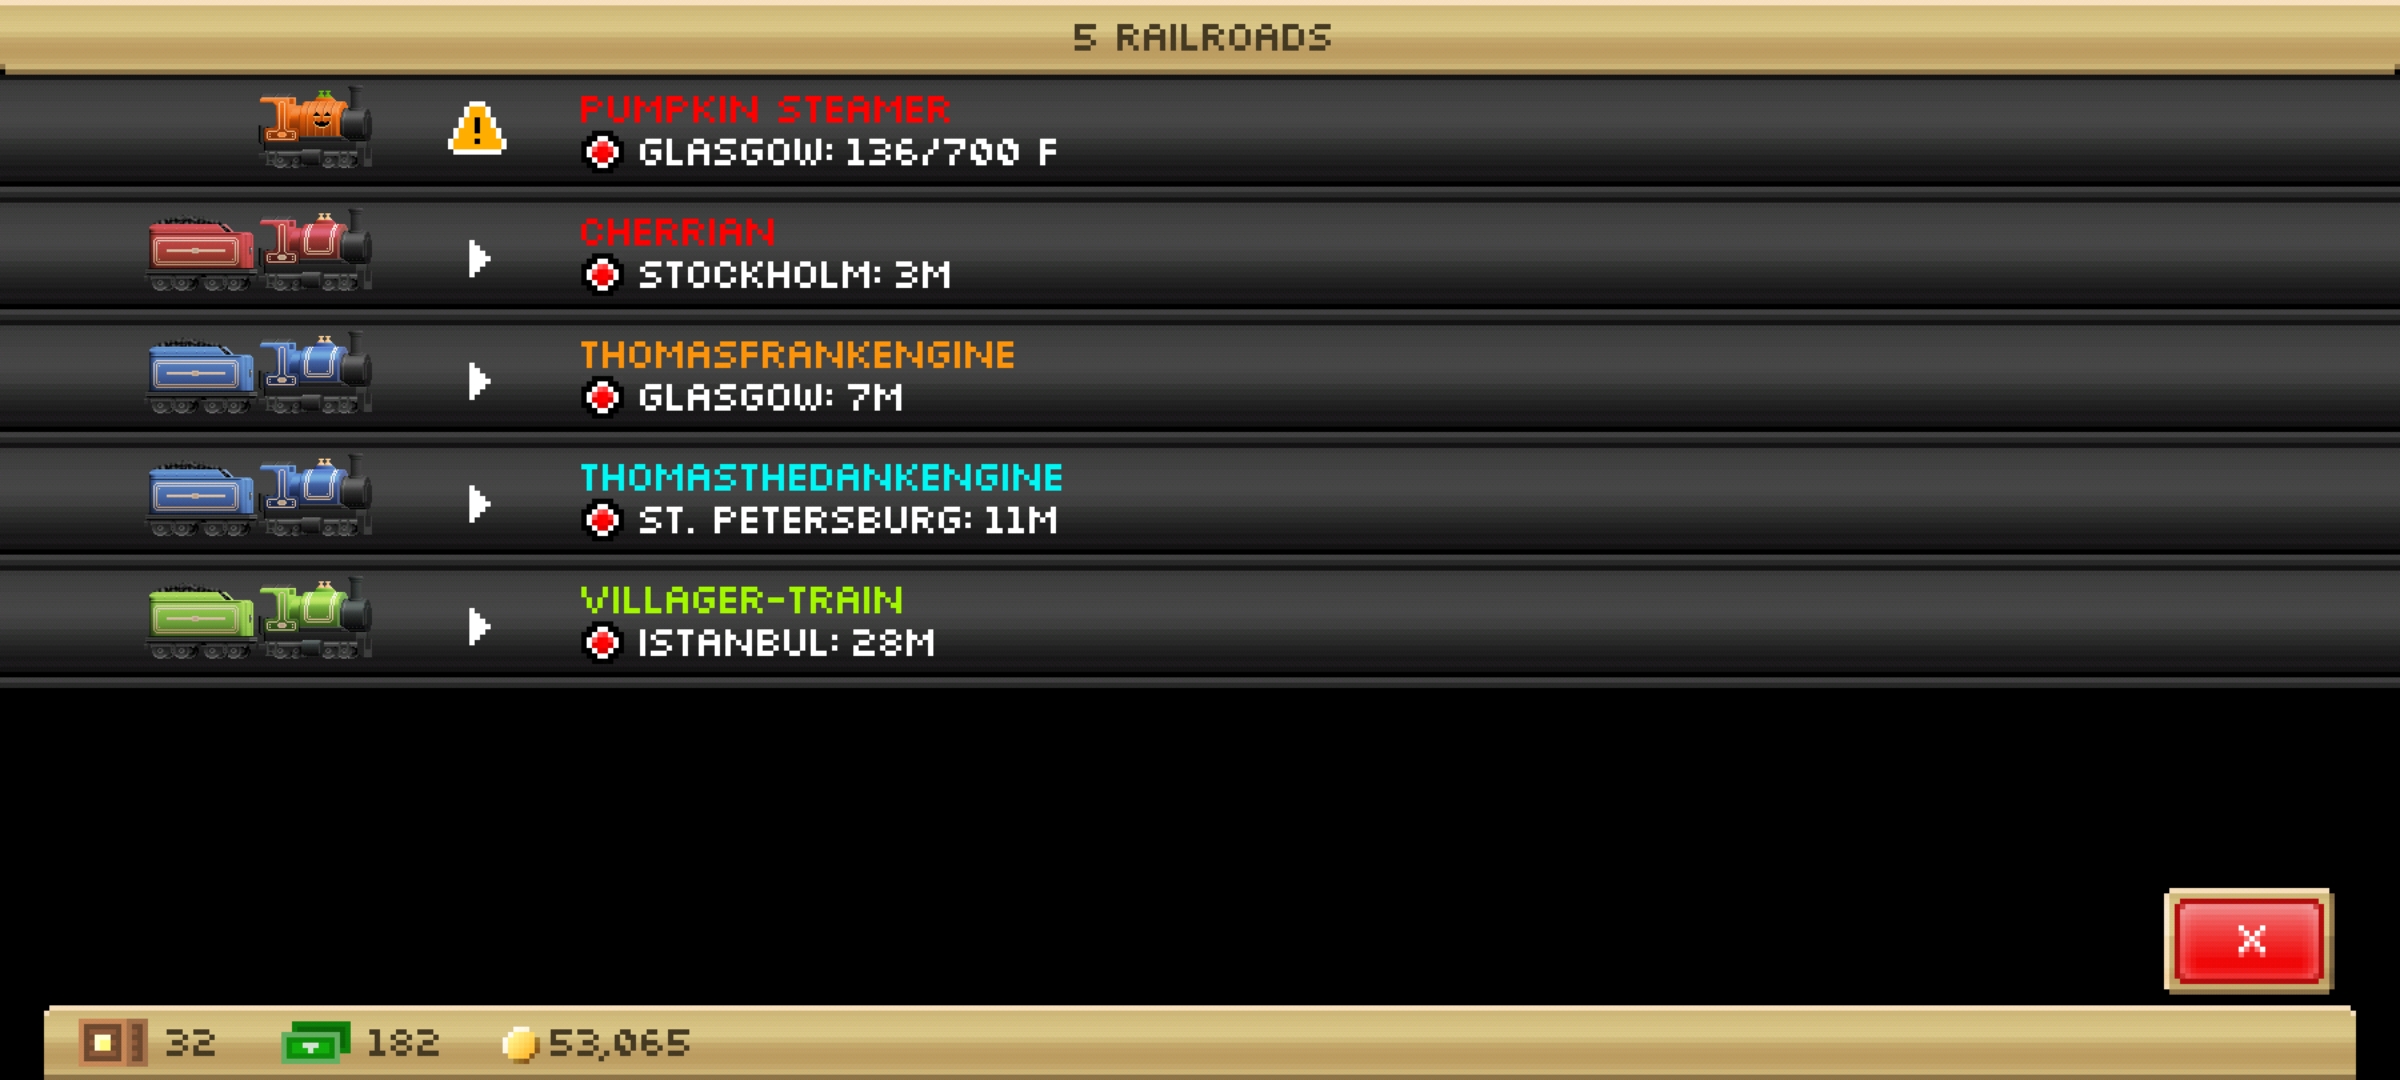 5 RAILROADS
PUMPKIN STEAMER
GLASGOW: 136/700 F
CHERRIAN
STOCKHOLM: 3M
THOMASFRANKENGINE
GLASGOW: 7M
THOMASTHEDANKENGINE
ST. PETERSBURG: 11M
VILLAGER-TRAIN
ISTANBUL: 28M
X
32 182 53,065